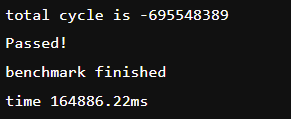 total cycle is -695548389
Passed!
benchmark finished
time 164886.22ms